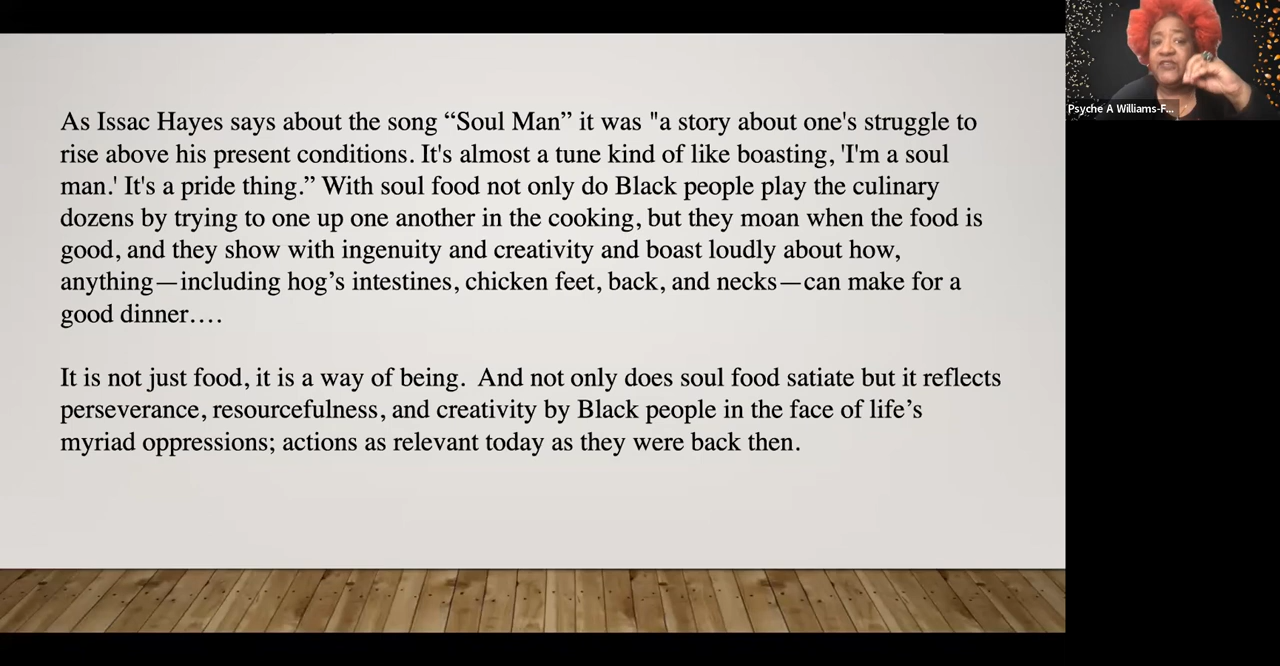 As Issac Hayes says about the song “Soul Man” it was "a story about one's struggle to
rise above his present conditions. It's almost a tune kind of like boasting, 'I'm a soul
man.' It's a pride thing.” With soul food not only do Black people play the culinary
dozens by trying to one up one another in the cooking, but they moan when the food is
good, and they show with ingenuity and creativity and boast loudly about how,
anything—including hog’s intestines, chicken feet, back, and necks—can make for a
good dinner….
It is not just food, it is a way of being.  And not only does soul food satiate but it reflects
perseverance, resourcefulness, and creativity by Black people in the face of life’s
myriad oppressions; actions as relevant today as they were back then.
Psyche A Williams-F...